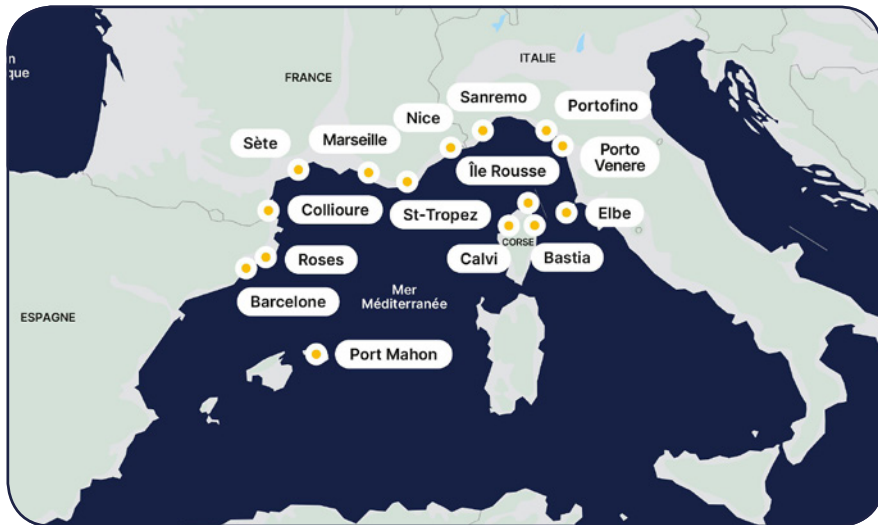 n
que
FRANCE
ITALIE
Sanremo
Portofino
Nice
Sète
Marseille
Porto
Venere
Île Rousse
Collioure
St-Tropez
Elbe
CORSE
Calvi
Bastia
Roses
Barcelone
Mer
Méditerranée
ESPAGNE
Port Mahon